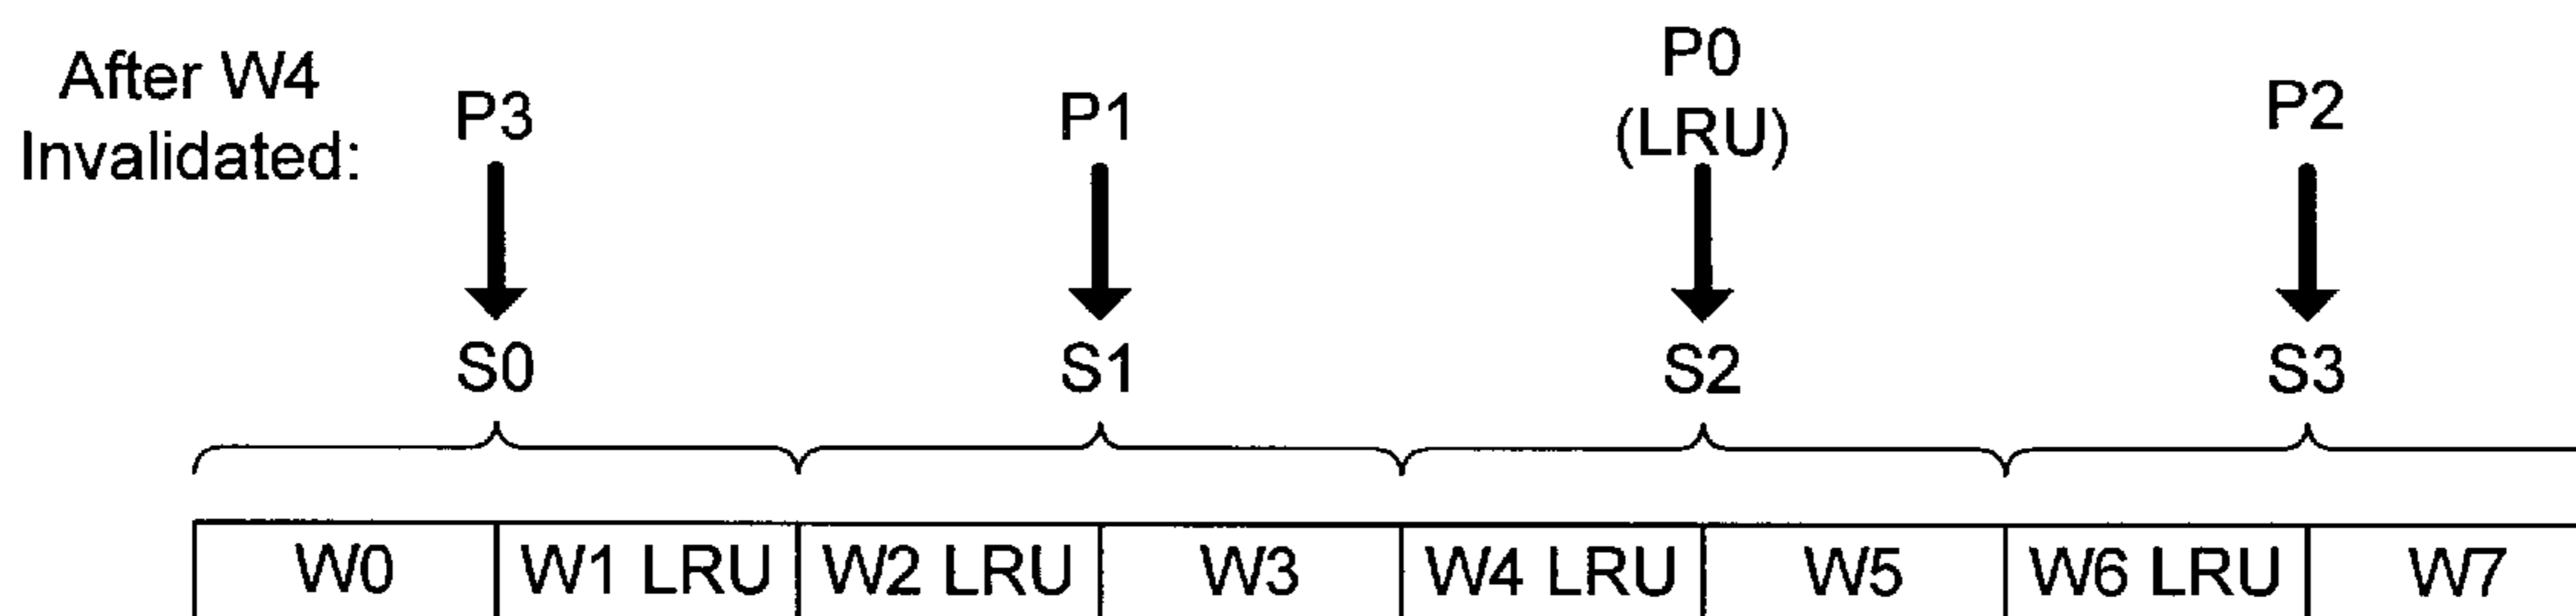 After W4
Invalidated:
P3
P1
P0
(LRU)
P2
S0
S1
S2
S3
W0
W1 LRU
W2 LRU
W3
W4 LRU
W5
W6 LRU
W7